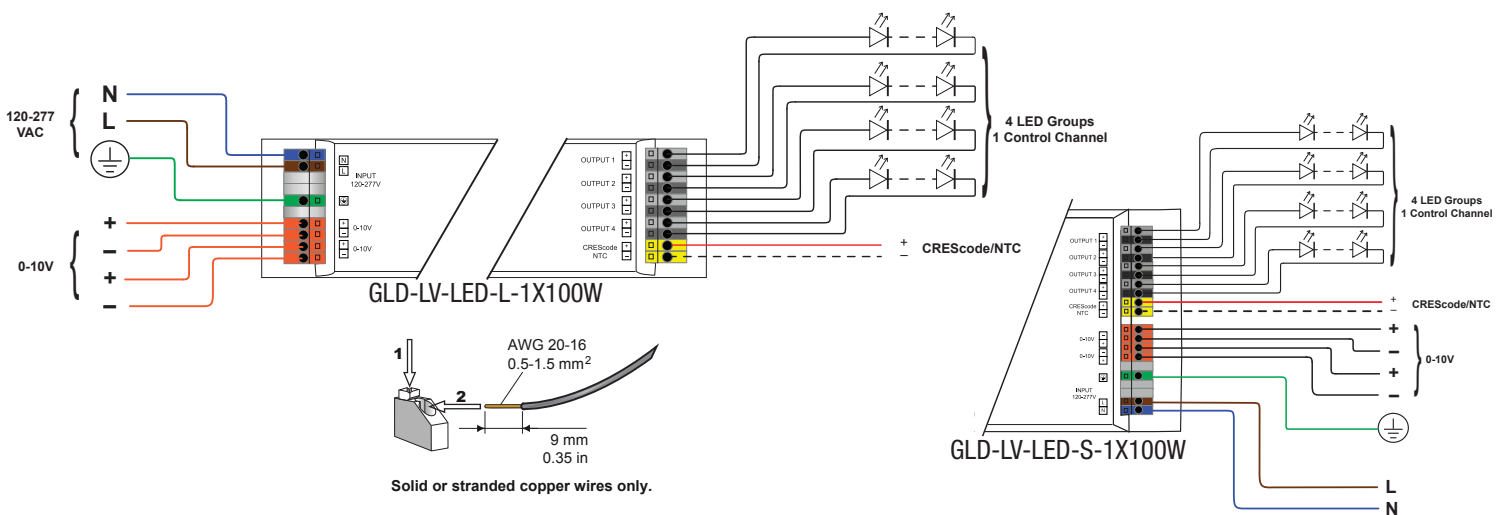 120-277
VAC
N
L
0-10V
+
−
+
−
N
L
INPUT
120-277V
+
−
0-10V
+
−
0-10V
OUTPUT 1
+
−
OUTPUT 2
+
−
OUTPUT 3
+
−
OUTPUT 4
+
−
CREScode
NTC
+
−
+
−
CREScode/NTC
4 LED Groups
1 Control Channel
GLD-LV-LED-L-1X100W
1
2
AWG 20-16
0.5-1.5 mm²
9 mm
0.35 in
Solid or stranded copper wires only.
4 LED Groups
1 Control Channel
OUTPUT 1
+
−
OUTPUT 2
+
−
OUTPUT 3
+
−
OUTPUT 4
+
−
CREScode
NTC
+
−
+
−
CREScode/NTC
0-10V
0-10V
+
−
+
−
0-10V
INPUT
120-277V
L
N
GLD-LV-LED-S-1X100W
L
N